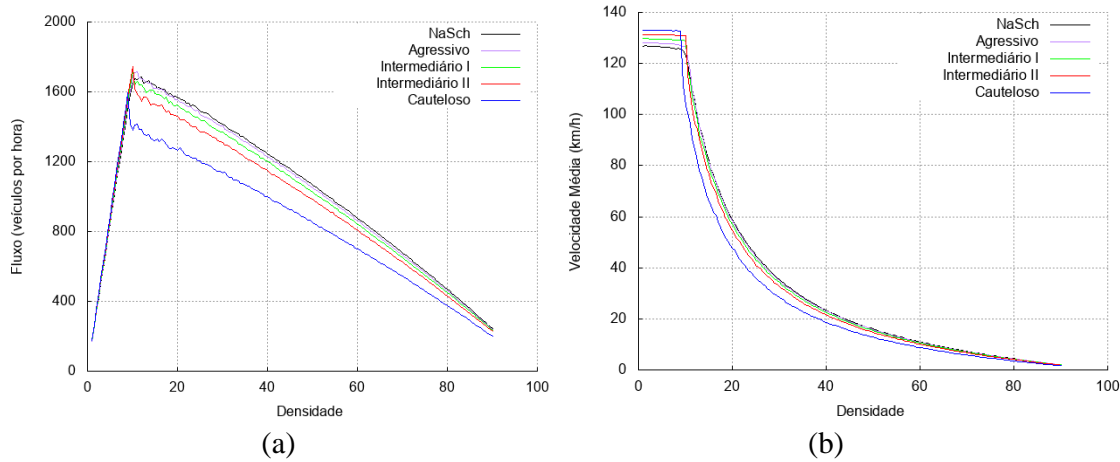 2000
1600
1200
800
400
0
0 20 40 60 80 100
Fluxo (veículos por hora)
Densidade
NaSch
Agressivo
Intermediário I
Intermediário II
Cauteloso
(a)
140
120
100
80
60
40
20
0
0 20 40 60 80 100
Velocidade Média (km/h)
Densidade
NaSch
Agressivo
Intermediário I
Intermediário II
Cauteloso
(b)